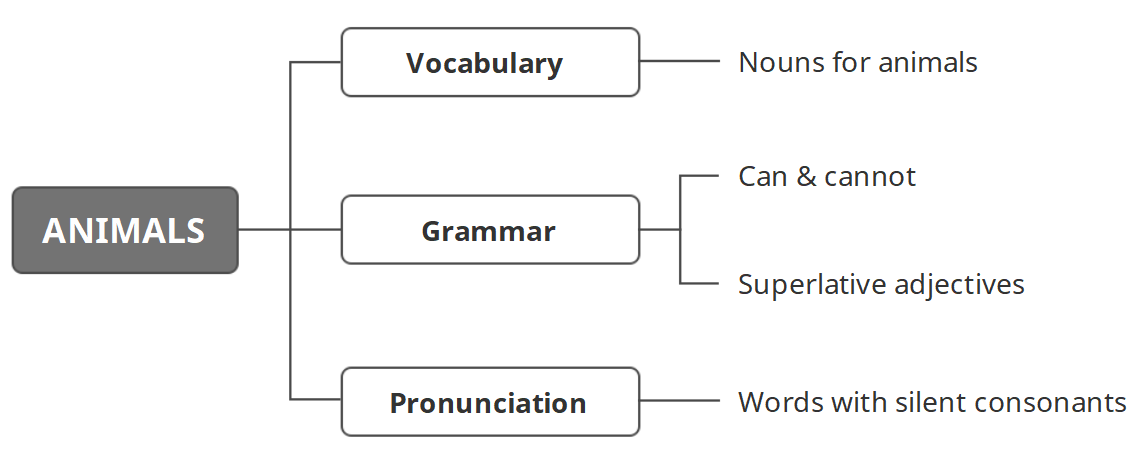 ANIMALS
Vocabulary
Nouns for animals
Grammar
Can & cannot
Superlative adjectives
Pronunciation
Words with silent consonants